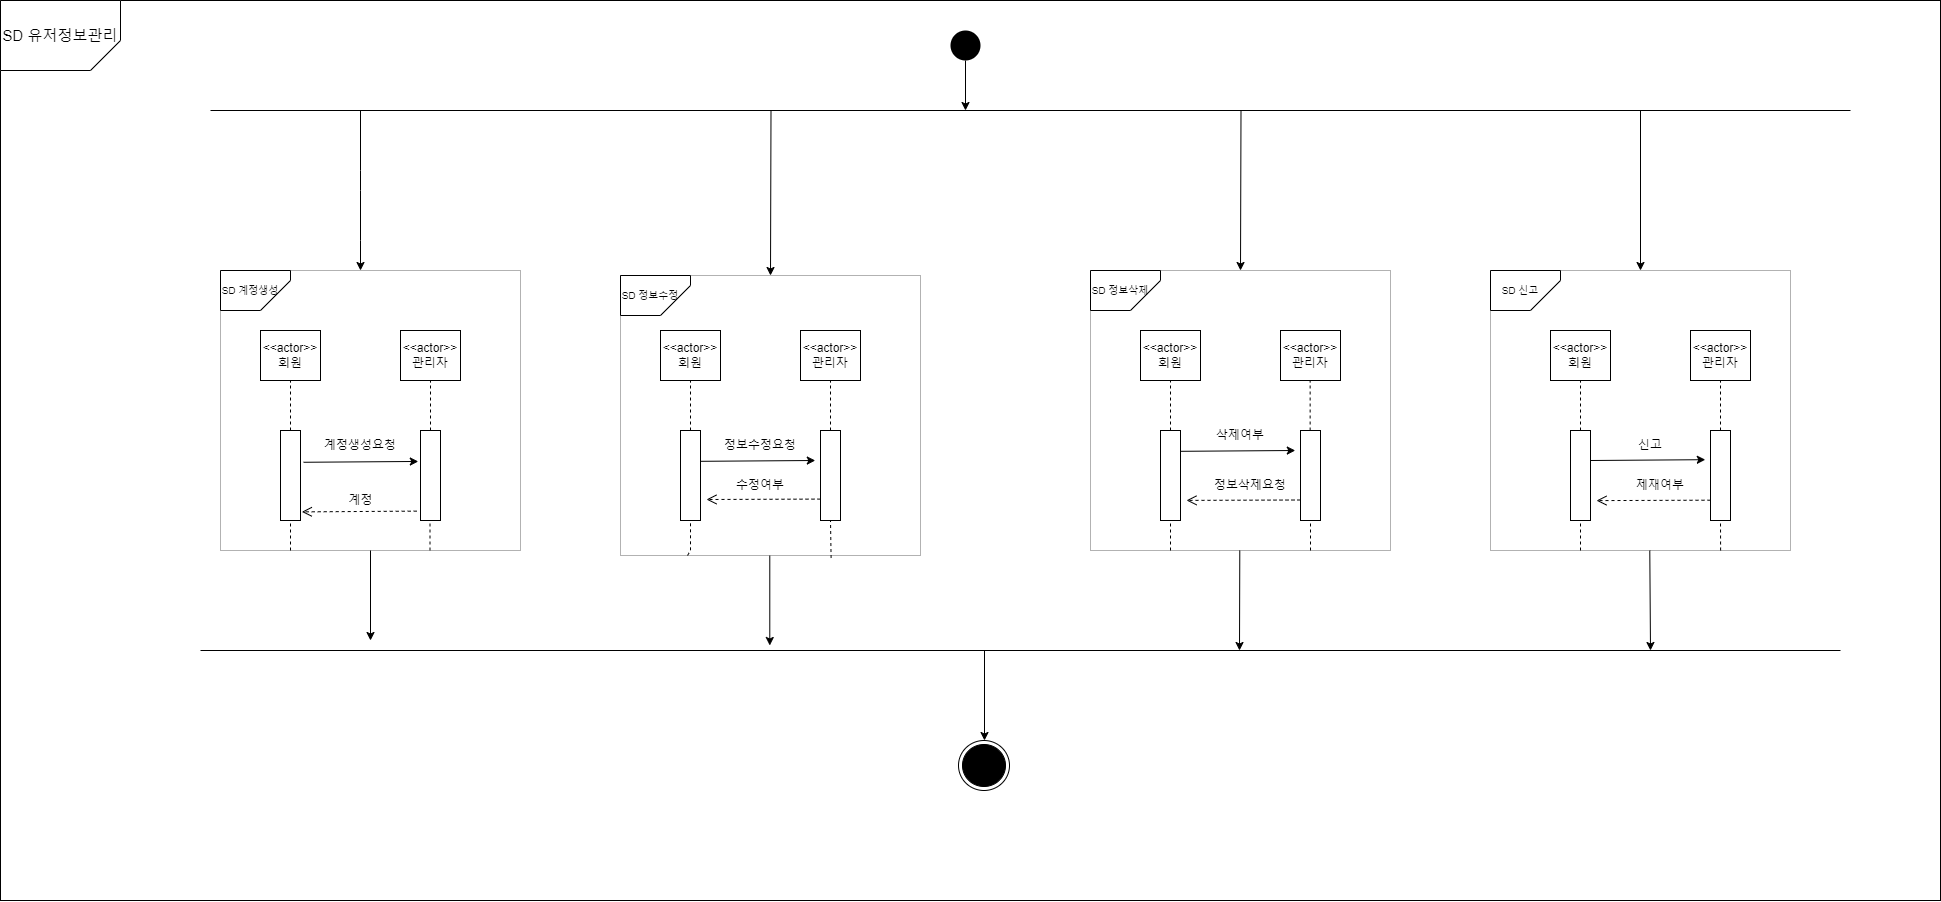 SD 유저정보관리
SD 계정생성
<<actor>>
회원
<<actor>>
관리자
계정생성요청
계정
SD 정보수정
<<actor>>
회원
<<actor>>
관리자
정보수정요청
수정여부
SD 정보삭제
<<actor>>
회원
<<actor>>
관리자
삭제여부
정보삭제요청
SD 신고
<<actor>>
회원
<<actor>>
관리자
신고
제재여부